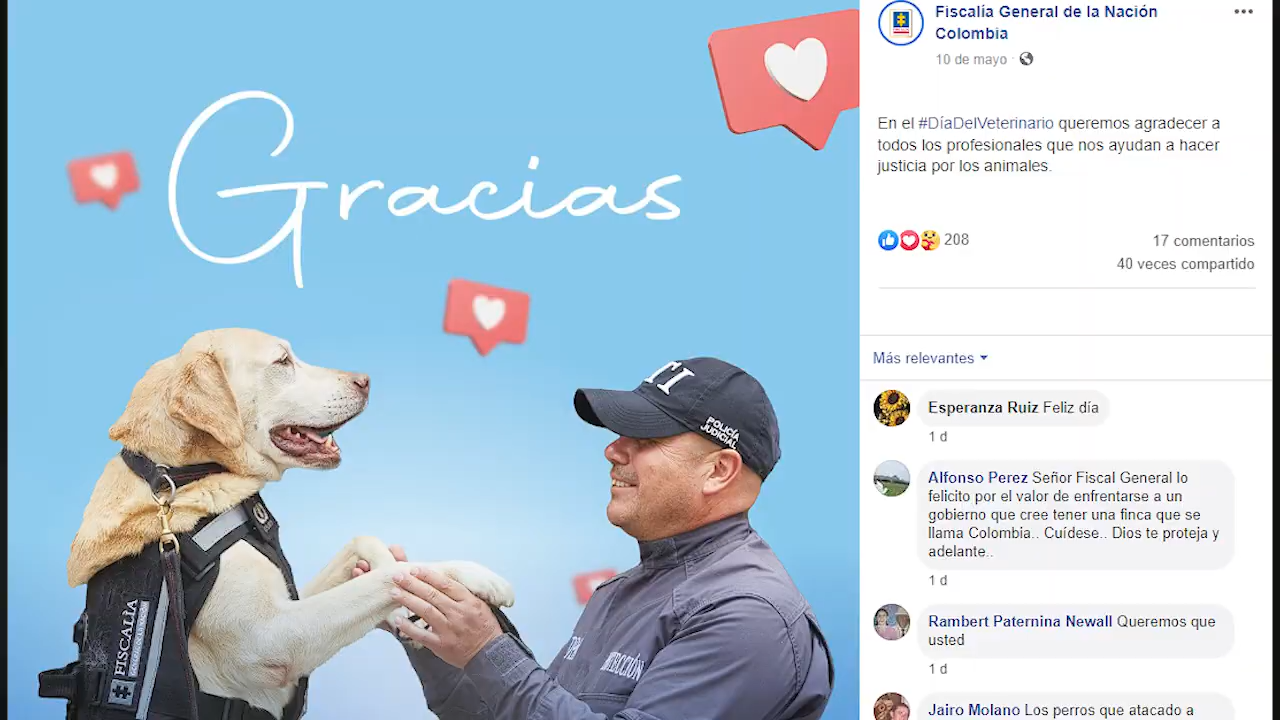 Gracias
TI
POLICÍA
JUDICIAL
FISCALÍA
Fiscalía General de la Nación
Colombia
10 de mayo ·
En el #DíaDelVeterinario queremos agradecer a
todos los profesionales que nos ayudan a hacer
justicia por los animales.
208
17 comentarios
40 veces compartido
Más relevantes
Esperanza Ruiz Feliz día
1 d
Alfonso Perez Señor Fiscal General lo
felicito por el valor de enfrentarse a un
gobierno que cree tener una finca que se
llama Colombia.. Cuídese.. Dios te proteja y
adelante..
1 d
Rambert Paternina Newall Queremos que
usted
1 d
Jairo Molano Los perros que atacado a